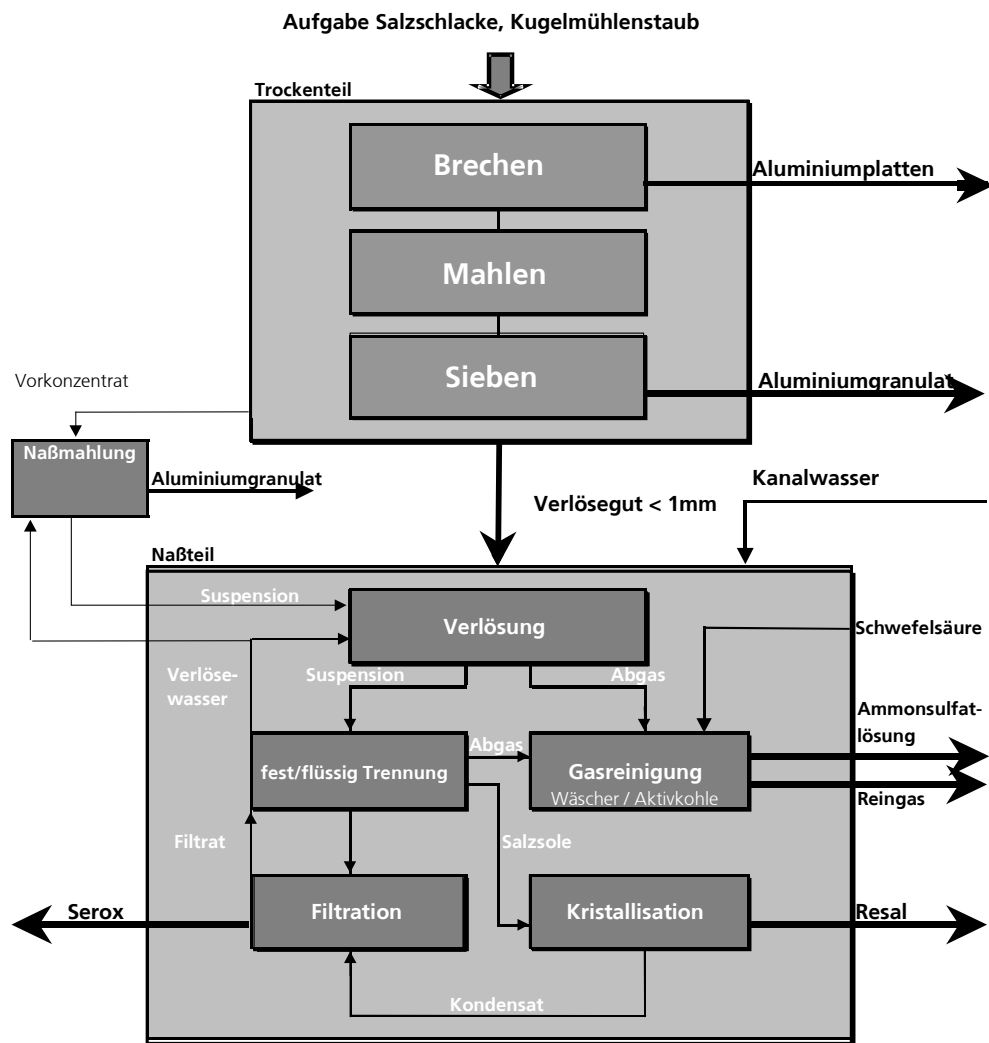 Aufgabe Salzschlacke, Kugelmühlenstaub
Trockenteil
Brechen
Aluminiumplatten
Mahlen
Sieben
Aluminiumgranulat
Vorkonzentrat
Naßmahlung
Aluminiumgranulat
Kanalwasser
Verlösegut < 1mm
Naßteil
Suspension
Verlösung
Schwefelsäure
Verlöse-
wasser
Suspension
Abgas
Ammonsulfat-
lösung
Abgas
fest/flüssig Trennung
Gasreinigung
Wäscher / Aktivkohle
Reingas
Filtrat
Salzsole
Serox
Filtration
Kristallisation
Resal
Kondensat